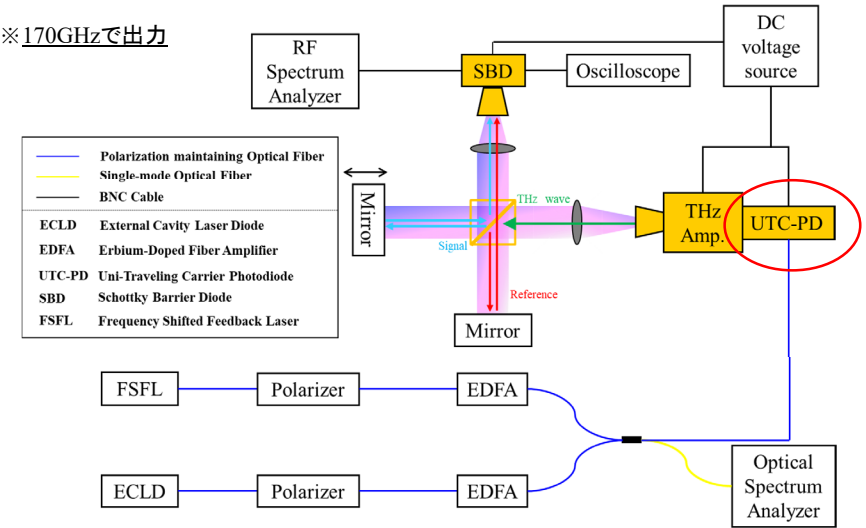 ※170GHzで出力
RF
Spectrum
Analyzer
SBD
Oscilloscope
DC
voltage
source
Polarization maintaining Optical Fiber
Single-mode Optical Fiber
BNC Cable
ECLD External Cavity Laser Diode
EDFA Erbium-Doped Fiber Amplifier
UTC-PD Uni-Traveling Carrier Photodiode
SBD Schottky Barrier Diode
FSFL Frequency Shifted Feedback Laser
Mirror
THz wave
Signal
THz
Amp.
UTC-PD
Reference
Mirror
FSFL
Polarizer
EDFA
ECLD
Polarizer
EDFA
Optical
Spectrum
Analyzer